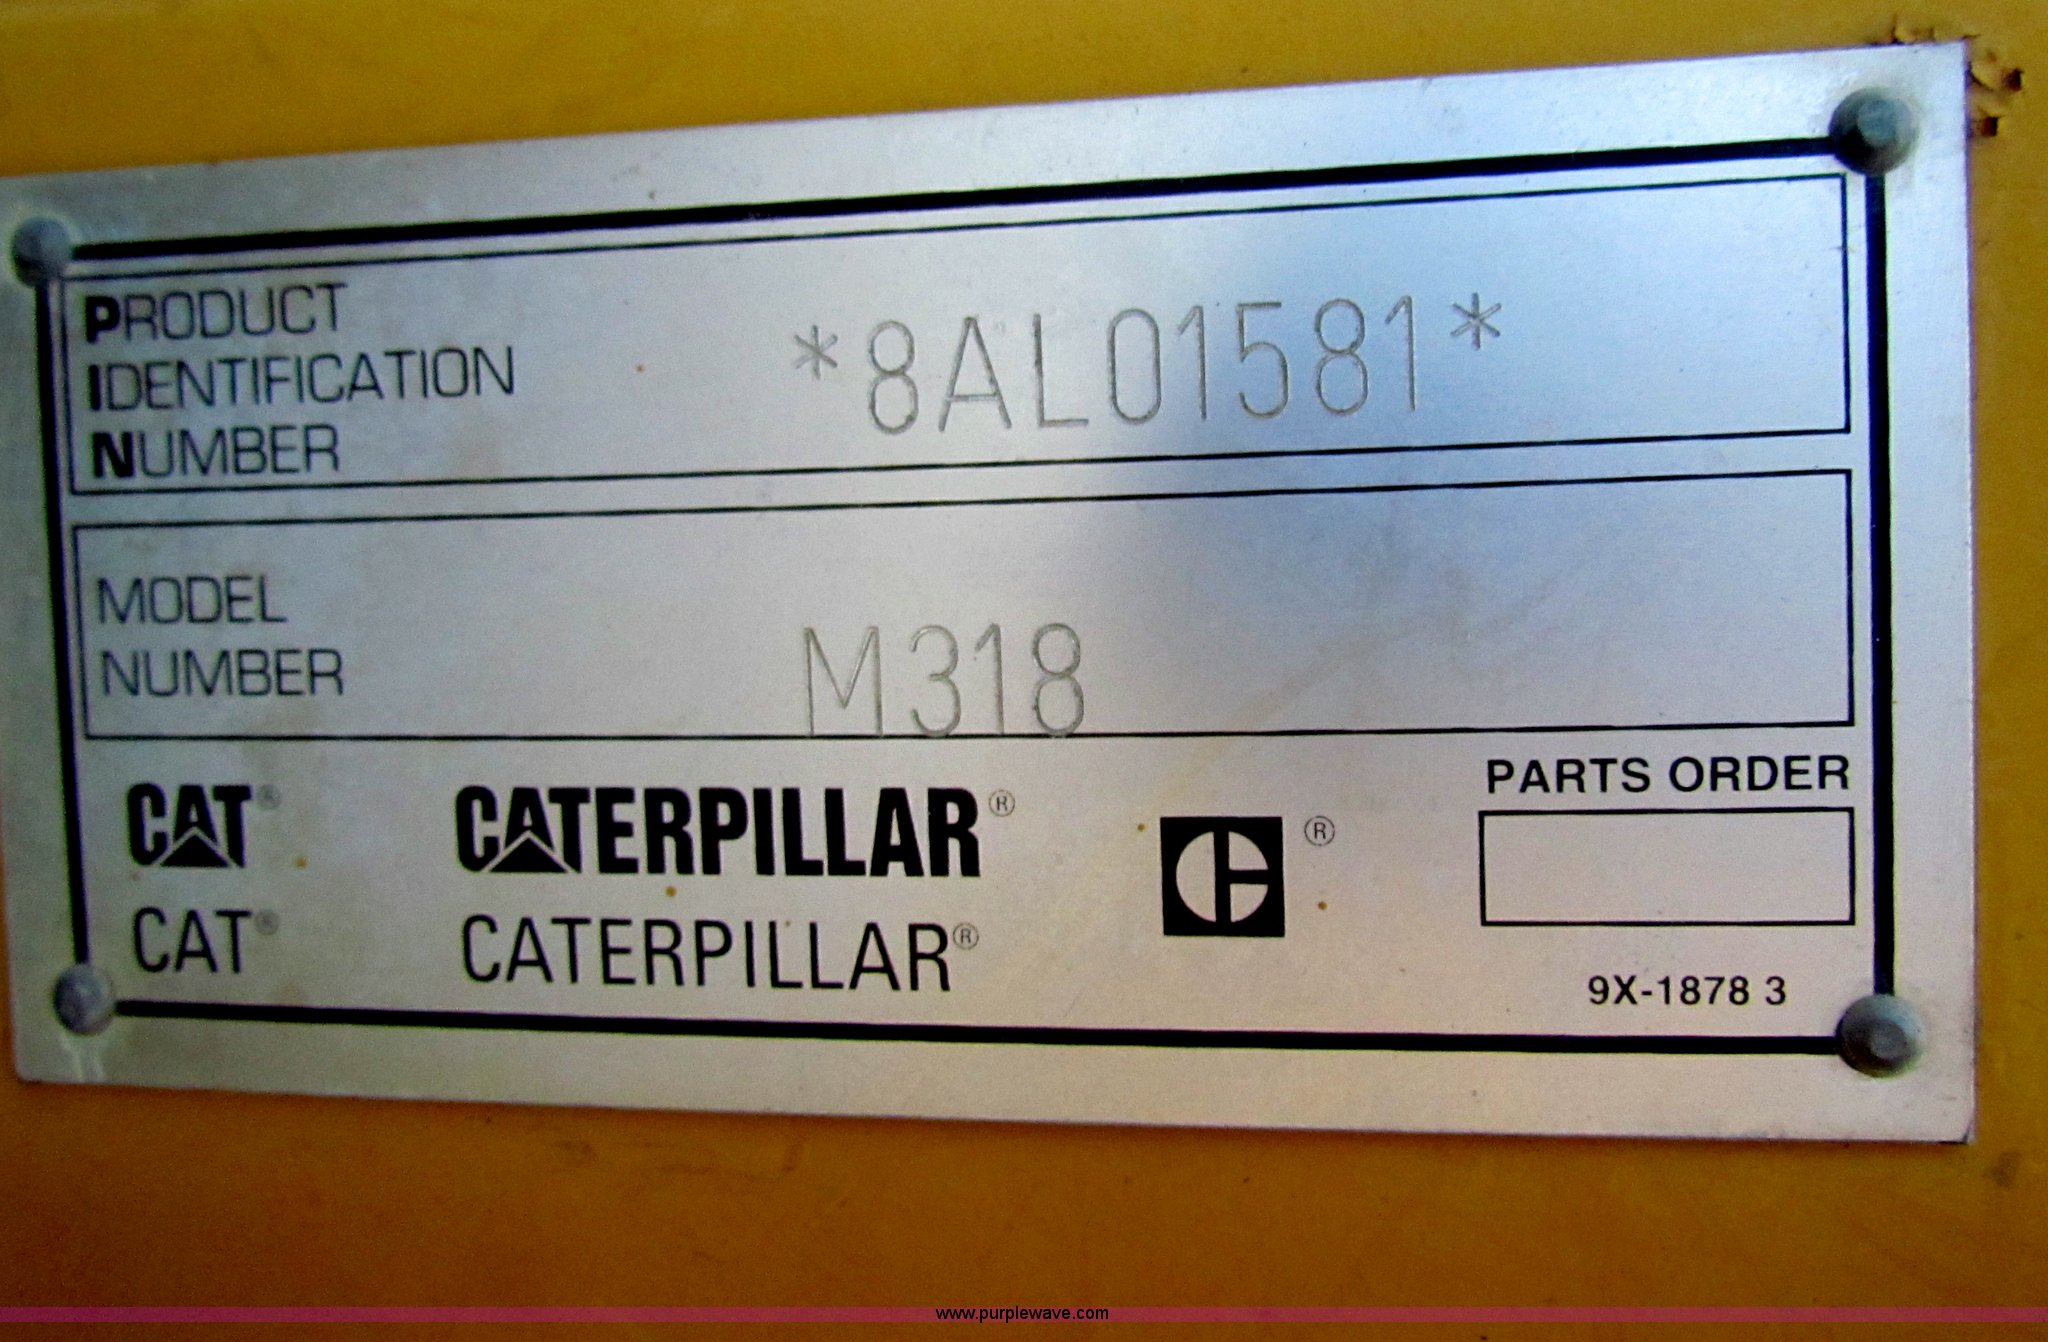 PRODUCT
IDENTIFICATION
NUMBER
*8AL01581*
MODEL
NUMBER
M318
CAT® CATERPILLAR® ®
CAT® CATERPILLAR®
PARTS ORDER
9X-1878 3
www.purplewave.com